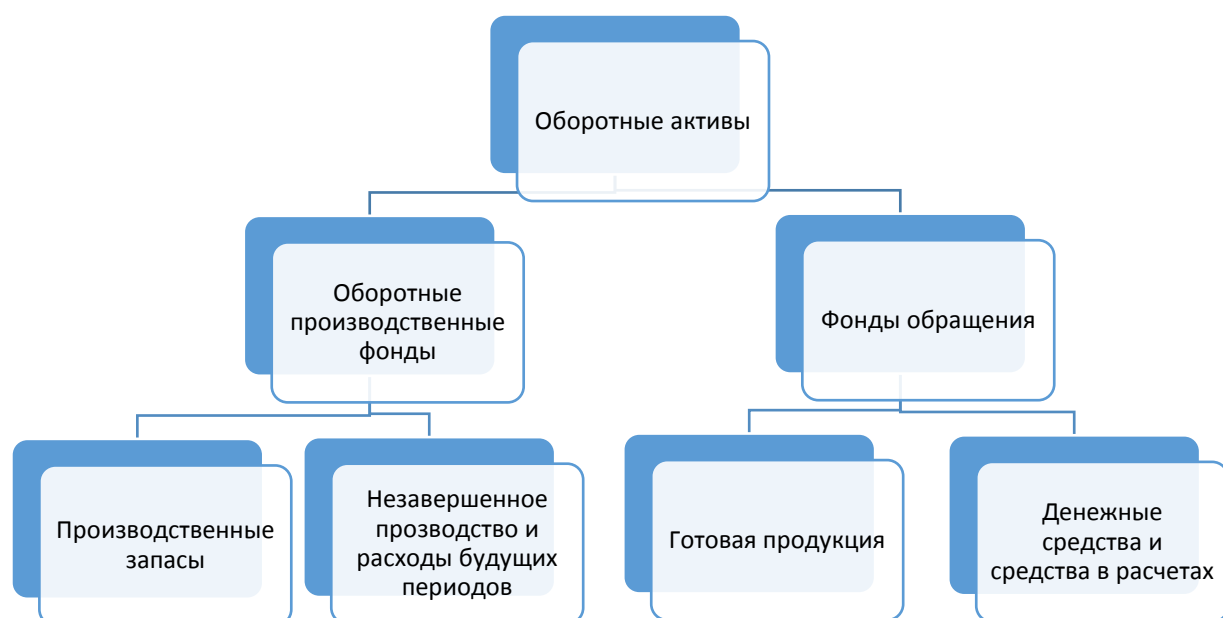 Оборотные активы
Оборотные
производственные
фонды
Фонды обращения
Производственные
запасы
Незавершенное
прозводство и
расходы будущих
периодов
Готовая продукция
Денежные
средства и
средства в расчетах